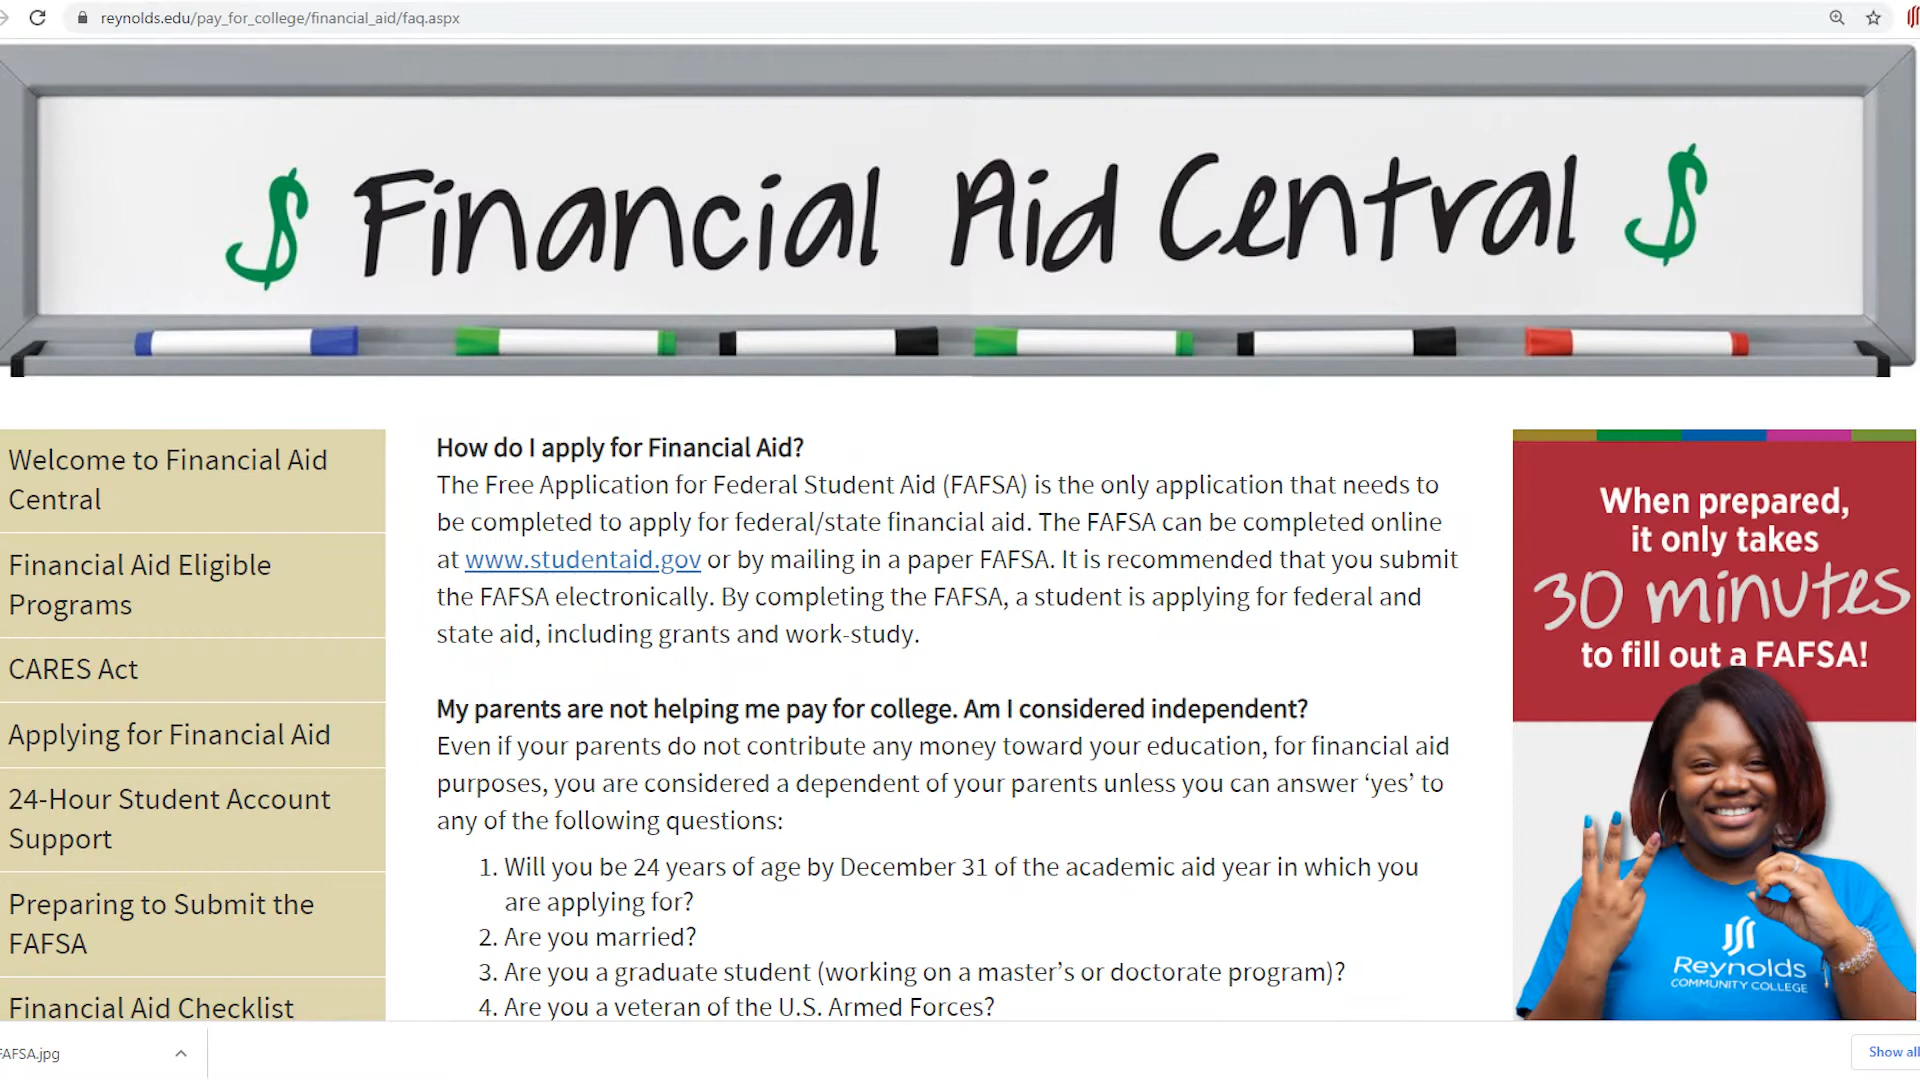 reynolds.edu/pay_for_college/financial_aid/faq.aspx
$ Financial Aid Central $
Welcome to Financial Aid
Central
Financial Aid Eligible
Programs
CARES Act
Applying for Financial Aid
24-Hour Student Account
Support
Preparing to Submit the
FAFSA
Financial Aid Checklist
How do I apply for Financial Aid?
The Free Application for Federal Student Aid (FAFSA) is the only application that needs to
be completed to apply for federal/state financial aid. The FAFSA can be completed online
at www.studentaid.gov or by mailing in a paper FAFSA. It is recommended that you submit
the FAFSA electronically. By completing the FAFSA, a student is applying for federal and
state aid, including grants and work-study.
My parents are not helping me pay for college. Am I considered independent?
Even if your parents do not contribute any money toward your education, for financial aid
purposes, you are considered a dependent of your parents unless you can answer ‘yes’ to
any of the following questions:
1. Will you be 24 years of age by December 31 of the academic aid year in which you
are applying for?
2. Are you married?
3. Are you a graduate student (working on a master’s or doctorate program)?
4. Are you a veteran of the U.S. Armed Forces?
When prepared,
it only takes
30 minutes
to fill out a FAFSA!
Reynolds
COMMUNITY COLLEGE
FAFSA.jpg
Show all